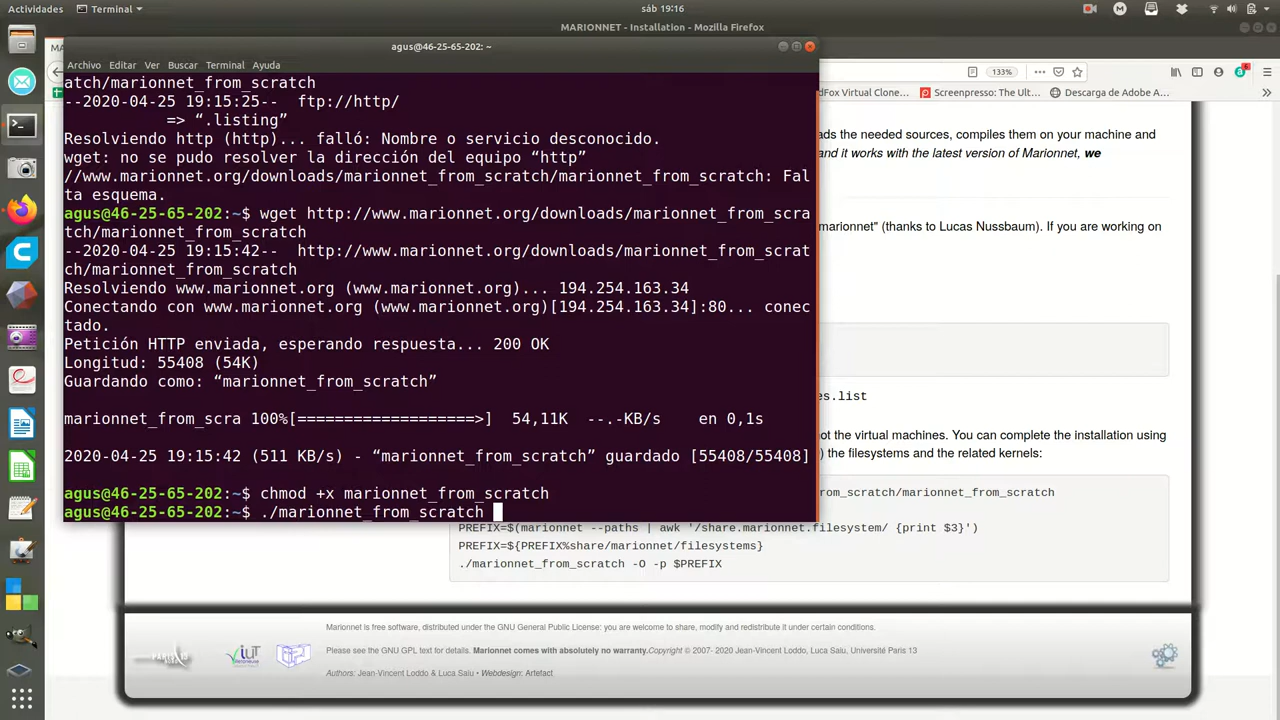 Actividades
Terminal
sáb 19:16
MARIONNET - Installation - Mozilla Firefox
agus@46-25-65-202: ~
Archivo Editar Ver Buscar Terminal Ayuda
133%
atch/marionnet_from_scratch
--2020-04-25 19:15:25--  ftp://http/
           => “.listing”
Resolviendo http (http)... falló: Nombre o servicio desconocido.
wget: no se pudo resolver la dirección del equipo “http”
//www.marionnet.org/downloads/marionnet_from_scratch/marionnet_from_scratch: Fal
ta esquema.
agus@46-25-65-202:~$ wget http://www.marionnet.org/downloads/marionnet_from_scra
tch/marionnet_from_scratch
--2020-04-25 19:15:42--  http://www.marionnet.org/downloads/marionnet_from_scrat
ch/marionnet_from_scratch
Resolviendo www.marionnet.org (www.marionnet.org)... 194.254.163.34
Conectando con www.marionnet.org (www.marionnet.org)[194.254.163.34]:80... conec
tado.
Petición HTTP enviada, esperando respuesta... 200 OK
Longitud: 55408 (54K)
Guardando como: “marionnet_from_scratch”
marionnet_from_scra 100%[===================>]  54,11K  --.-KB/s    en 0,1s
2020-04-25 19:15:42 (511 KB/s) - “marionnet_from_scratch” guardado [55408/55408]
agus@46-25-65-202:~$ chmod +x marionnet_from_scratch
agus@46-25-65-202:~$ ./marionnet_from_scratch
dFox Virtual Clone...
Screenpresso: The Ult...
Descarga de Adobe A...
ads the needed sources, compiles them on your machine and
and it works with the latest version of Marionnet, we
marionnet" (thanks to Lucas Nussbaum). If you are working on
es.list
ot the virtual machines. You can complete the installation using
) the filesystems and the related kernels:
from_scratch/marionnet_from_scratch
PREFIX=$(marionnet --paths | awk '/share.marionnet.filesystem/ {print $3}')
PREFIX=${PREFIX%share/marionnet/filesystems}
./marionnet_from_scratch -O -p $PREFIX
Marionnet is free software, distributed under the GNU General Public License: you are welcome to share, modify and redistribute it under certain conditions.
Please see the GNU GPL text for details. Marionnet comes with absolutely no warranty.Copyright © 2007- 2020 Jean-Vincent Loddo, Luca Saiu, Université Paris 13
Authors: Jean-Vincent Loddo & Luca Saiu • Webdesign: Artefact